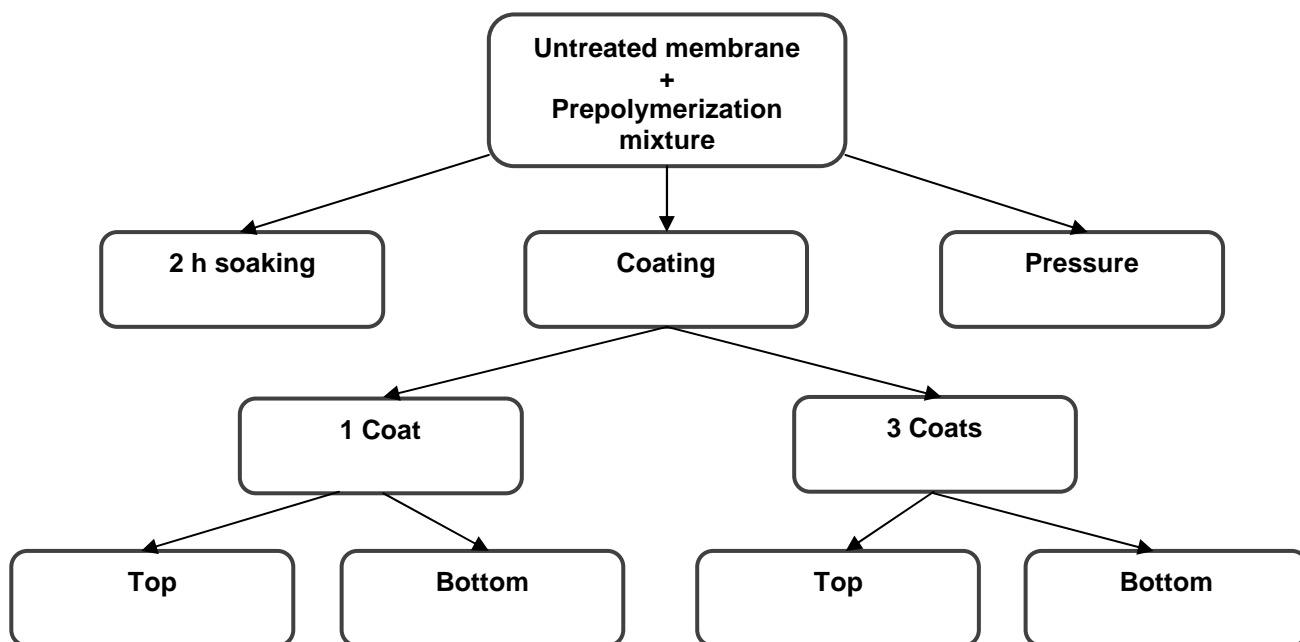 Untreated membrane
+
Prepolymerization
mixture
2 h soaking
Coating
Pressure
1 Coat
3 Coats
Top
Bottom
Top
Bottom